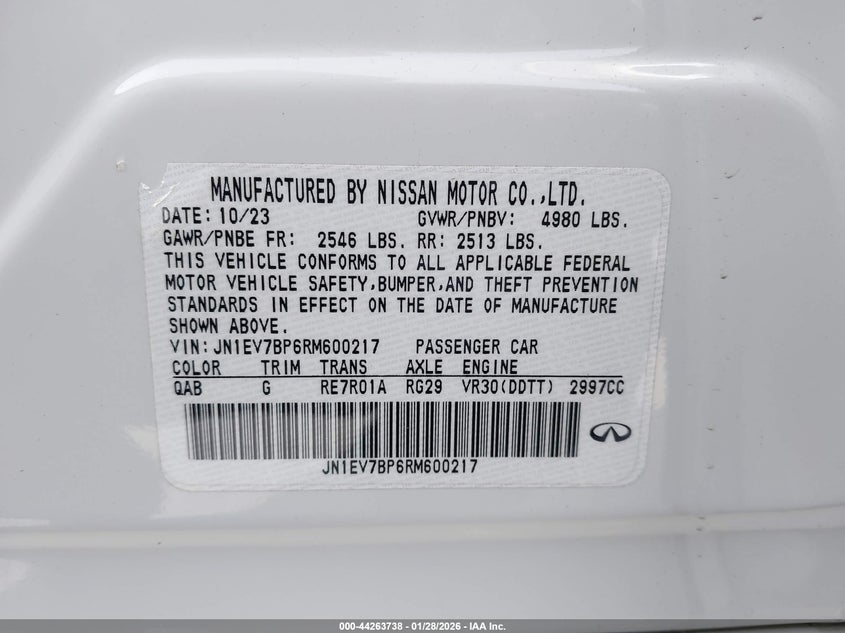 MANUFACTURED BY NISSAN MOTOR CO.,LTD.
DATE: 10/23 GVWR/PNBV: 4980 LBS.
GAWR/PNBE FR: 2546 LBS. RR: 2513 LBS.
THIS VEHICLE CONFORMS TO ALL APPLICABLE FEDERAL
MOTOR VEHICLE SAFETY,BUMPER,AND THEFT PREVENTION
STANDARDS IN EFFECT ON THE DATE OF MANUFACTURE
SHOWN ABOVE.
VIN:JN1EV7BP6RM600217 PASSENGER CAR
COLOR TRIM TRANS AXLE ENGINE
QAB G RE7R01A RG29 VR30(DDTT) 2997CC
JN1EV7BP6RM600217
000-44263738 - 01/28/2026 - IAA Inc.